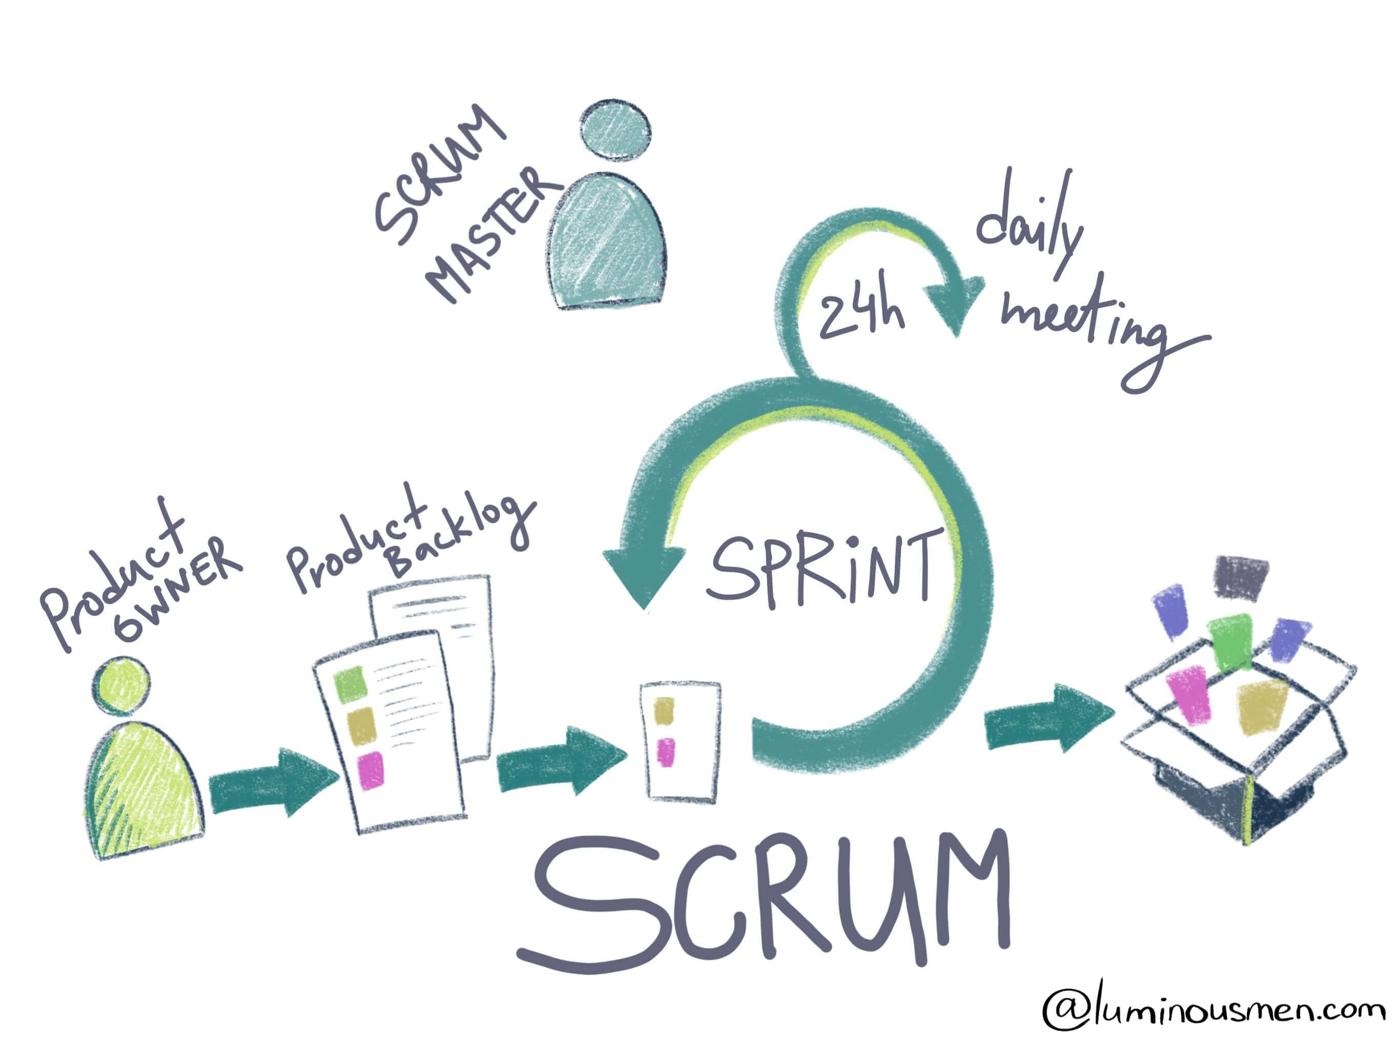 SCRUM
MASTER
daily
meeting
24h
Product
OWNER
Product
Backlog
SPRiNT
SCRUM
@luminousmen.com